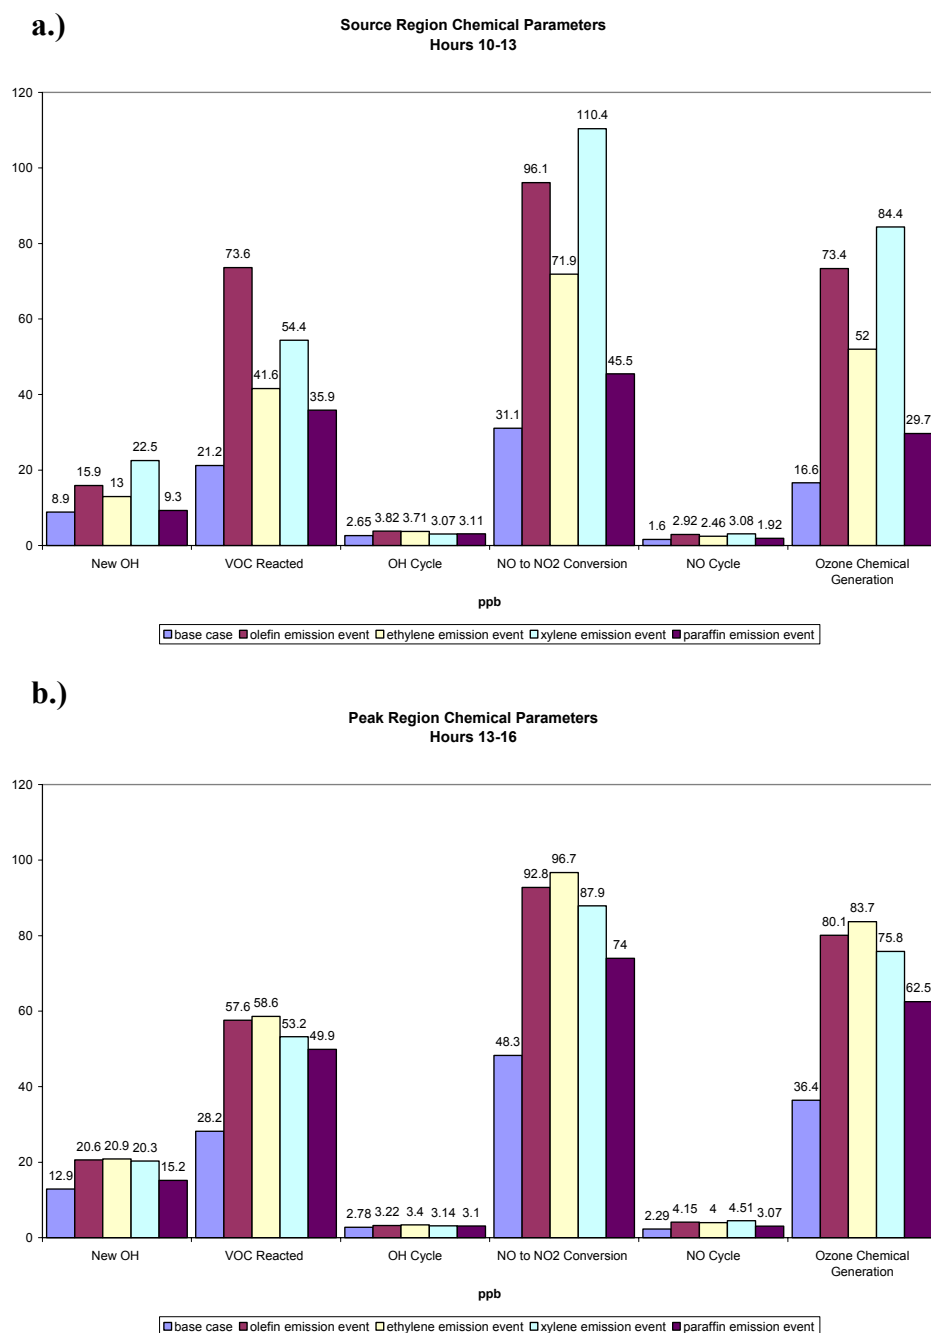 a.)
Source Region Chemical Parameters
Hours 10-13
120
100
80
60
40
20
0
8.9 15.9 13 22.5 9.3
21.2 73.6 41.6 54.4 35.9
2.65 3.82 3.71 3.07 3.11
31.1 96.1 71.9 110.4 45.5
1.6 2.92 2.46 3.08 1.92
16.6 73.4 52 84.4 29.7
New OH VOC Reacted OH Cycle NO to NO2 Conversion NO Cycle Ozone Chemical
Generation
ppb
base case olefin emission event ethylene emission event xylene emission event paraffin emission event
b.)
Peak Region Chemical Parameters
Hours 13-16
120
100
80
60
40
20
0
12.9 20.6 20.9 20.3 15.2
28.2 57.6 58.6 53.2 49.9
2.78 3.22 3.4 3.14 3.1
48.3 92.8 96.7 87.9 74
2.29 4.15 4 4.51 3.07
36.4 80.1 83.7 75.8 62.5
New OH VOC Reacted OH Cycle NO to NO2 Conversion NO Cycle Ozone Chemical
Generation
ppb
base case olefin emission event ethylene emission event xylene emission event paraffin emission event